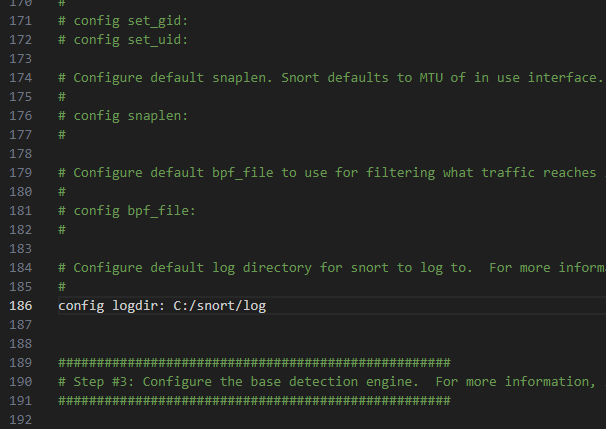 170 #
171 # config set_gid:
172 # config set_uid:
173
174 # Configure default snaplen. Snort defaults to MTU of in use interface.
175 #
176 # config snaplen:
177 #
178
179 # Configure default bpf_file to use for filtering what traffic reaches
180 #
181 # config bpf_file:
182 #
183
184 # Configure default log directory for snort to log to.  For more inform
185 #
186 config logdir: C:/snort/log
187
188
189 ###################################################
190 # Step #3: Configure the base detection engine.  For more information,
191 ###################################################
192